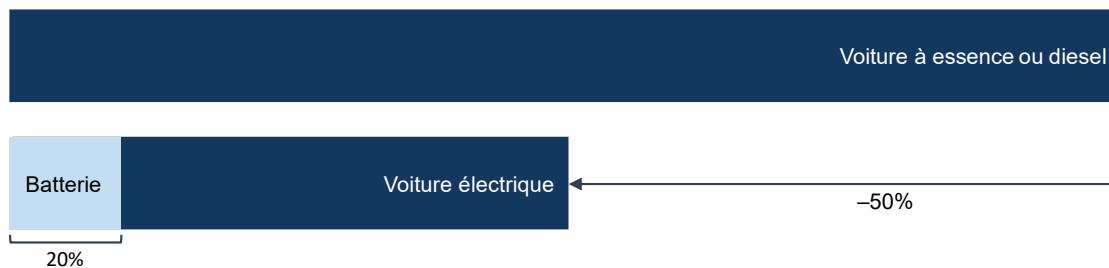 Voiture à essence ou diesel
Batterie
Voiture électrique
–50%
20%